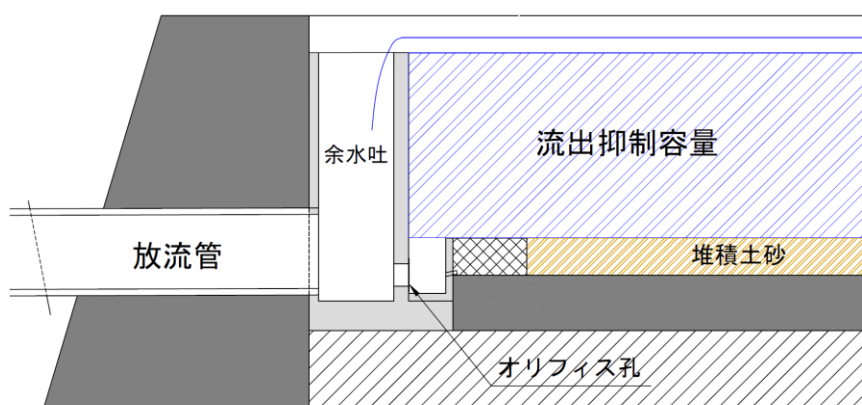 流出抑制容量
余水吐
放流管
堆積土砂
オリフィス孔